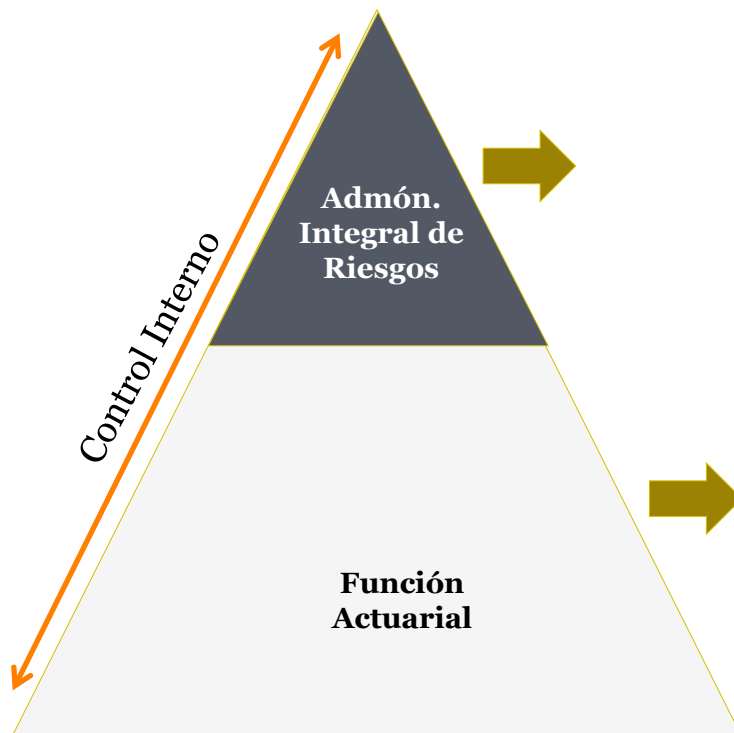 Admón.
Integral de
Riesgos
Control Interno
Función
Actuarial